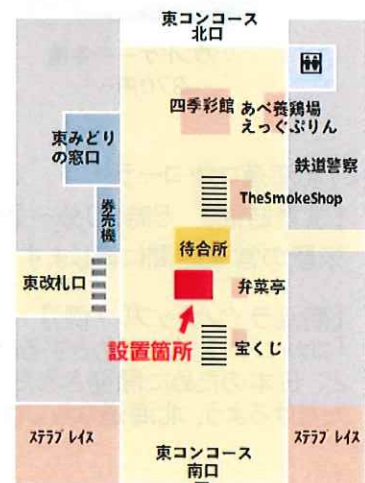 東コンコース
北口
四季彩館
あべ養鶏場
えっぐぷりん
東みどり
の窓口
鉄道警察
TheSmokeShop
券売機
待合所
東改札口
弁菜亭
設置箇所
宝くじ
ステラプレイス
ステラプレイス
東コンコース
南口